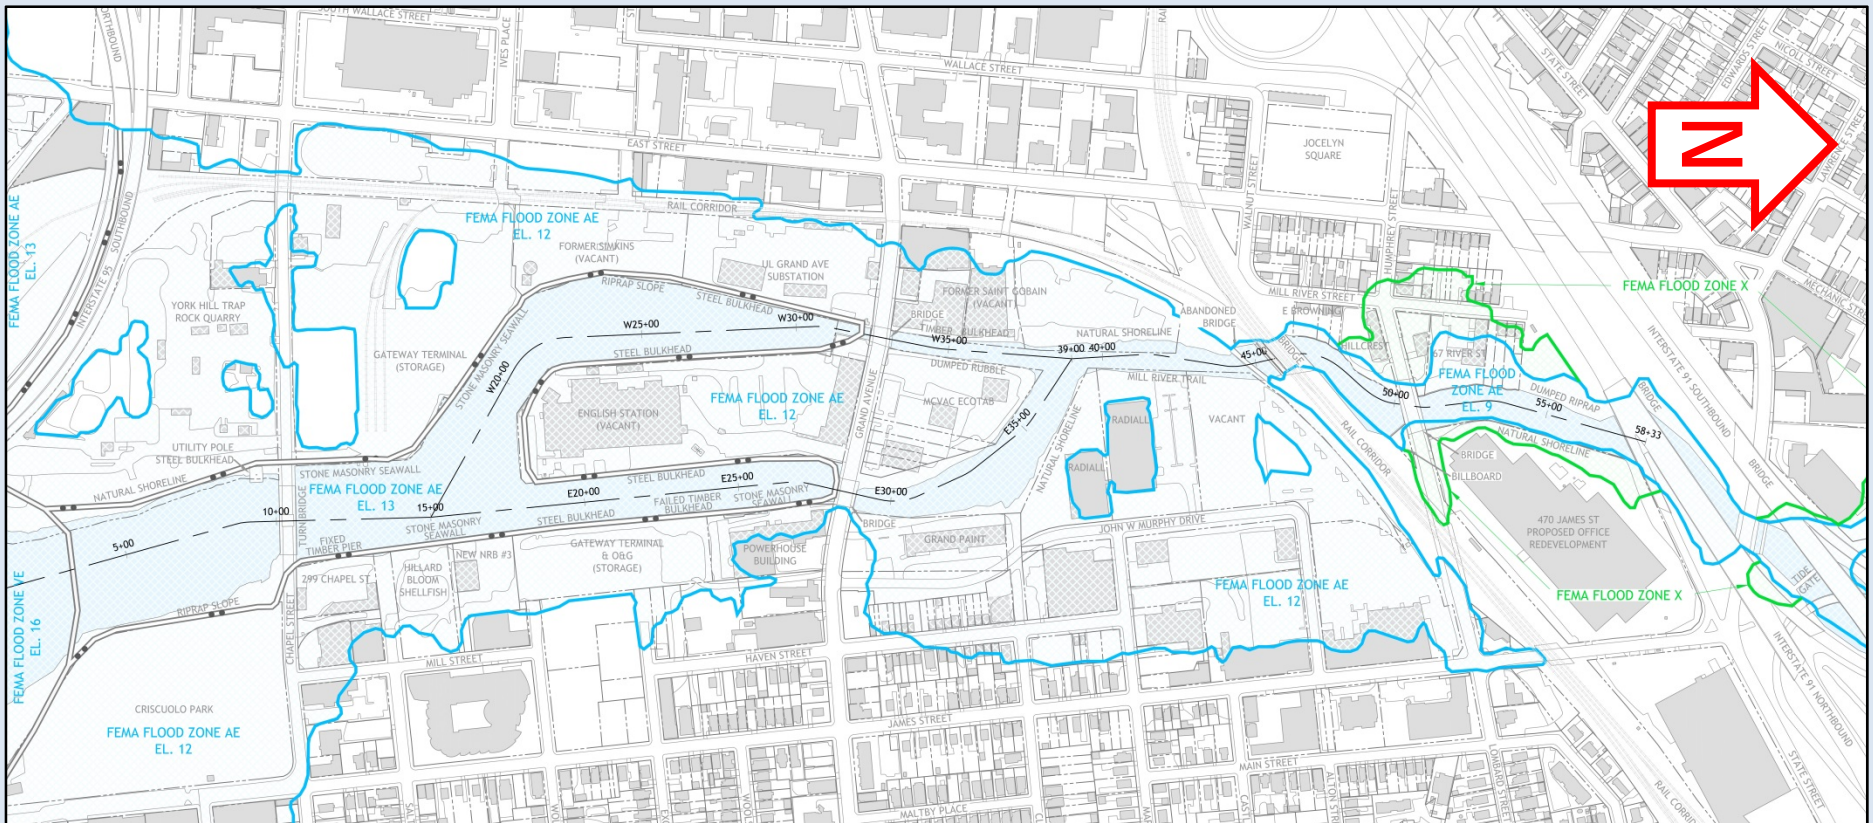 NORTHBOUND
SOUTH WALLACE STREET
IVES PLACE
WALLACE STREET
STATE STREET
EDWARDS STREET
NICOLL STREET
LAWRENCE STREET
N
EAST STREET
JOCELYN
SQUARE
WALNUT STREET
HUMPHREY STREET
RAIL CORRIDOR
FEMA FLOOD ZONE AE
EL. 13
INTERSTATE 95 SOUTHBOUND
FEMA FLOOD ZONE AE
EL. 12
FORMER SIMKINS
(VACANT)
UL GRAND AVE
SUBSTATION
FORMER SAINT GOBAIN
(VACANT)
BRIDGE
TIMBER BULKHEAD
RIPRAP SLOPE
STEEL BULKHEAD
MILL RIVER STREET
E BROWNING
ABANDONED
BRIDGE
NATURAL SHORELINE
FEMA FLOOD ZONE X
MECHANIC STREET
YORK HILL TRAP
ROCK QUARRY
GATEWAY TERMINAL
(STORAGE)
STONE MASONRY SEAWALL
W20+00
W25+00
W30+00
W35+00
39+00
40+00
45+00
BRIDGE
HILLCREST
67 RIVER ST
FEMA FLOOD
ZONE AE
EL. 9
50+00
55+00
58+33
DUMPED RIPRAP
NATURAL SHORELINE
BRIDGE
INTERSTATE 91 SOUTHBOUND
BRIDGE
STEEL BULKHEAD
DUMPED RUBBLE
MILL RIVER TRAIL
ENGLISH STATION
(VACANT)
FEMA FLOOD ZONE AE
EL. 12
GRAND AVENUE
MCVAC ECOTAB
E35+00
NATURAL SHORELINE
RADIALL
RADIALL
VACANT
RAIL CORRIDOR
BRIDGE
BILLBOARD
UTILITY POLE
STEEL BULKHEAD
NATURAL SHORELINE
STONE MASONRY SEAWALL
FEMA FLOOD ZONE AE
EL. 13
5+00
10+00
15+00
E20+00
E25+00
E30+00
STEEL BULKHEAD
FAILED TIMBER
BULKHEAD
STONE MASONRY
SEAWALL
STEEL BULKHEAD
STONE MASONRY
SEAWALL
TURN BRIDGE
FIXED
TIMBER PIER
BRIDGE
GRAND PAINT
JOHN W MURPHY DRIVE
470 JAMES ST
PROPOSED OFFICE
REDEVELOPMENT
TIDE
GATE
FEMA FLOOD ZONE VE
EL. 16
RIPRAP SLOPE
299 CHAPEL ST
HILLARD
BLOOM
SHELLFISH
NEW NRB #3
GATEWAY TERMINAL
& O&G
(STORAGE)
POWERHOUSE
BUILDING
FEMA FLOOD ZONE AE
EL. 12
FEMA FLOOD ZONE X
CHAPEL STREET
MILL STREET
HAVEN STREET
INTERSTATE 91 NORTHBOUND
CRISCUOLO PARK
FEMA FLOOD ZONE AE
EL. 12
JAMES STREET
MAIN STREET
MALTBY PLACE
LOMBARD STREET
STATE STREET